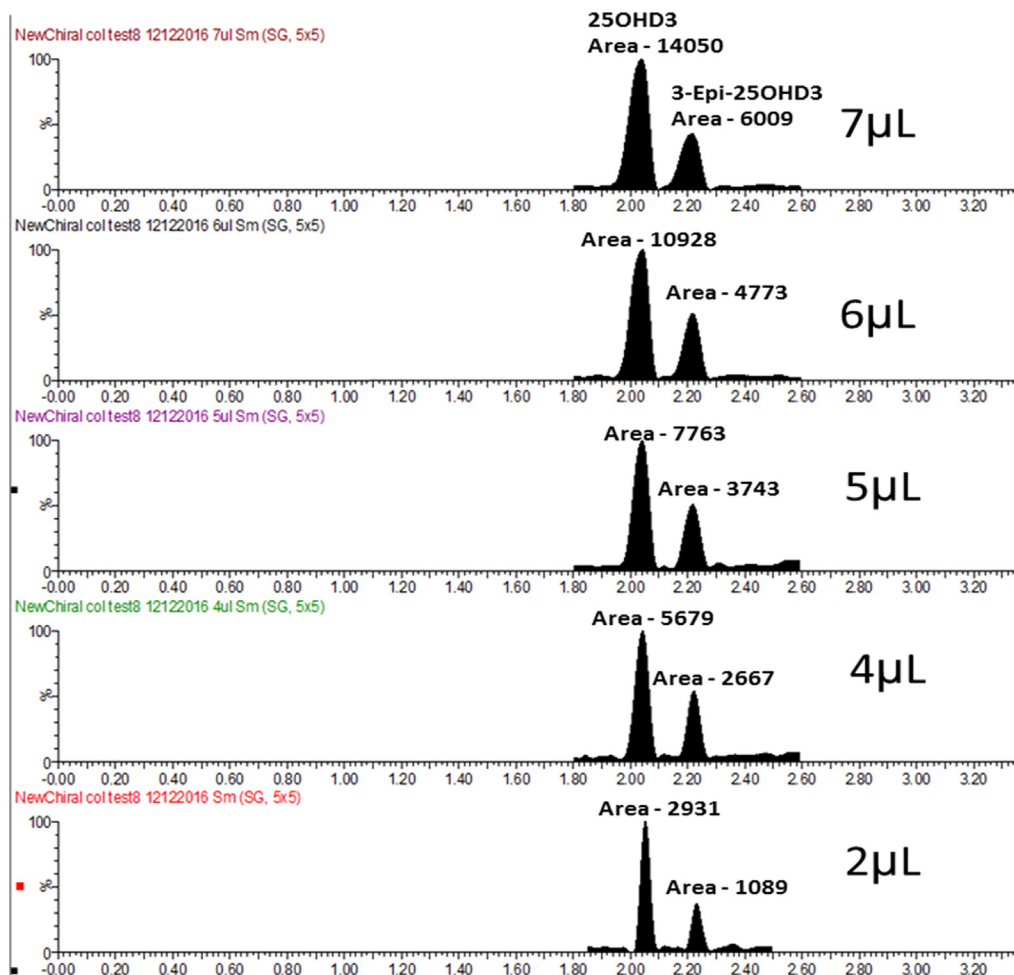 25OHD3
NewChiral col test8 12122016 7ul Sm (SG, 5x5)
Area - 14050
100
3-Epi-25OHD3
Area - 6009
7µL
%
0
-0.00 0.20 0.40 0.60 0.80 1.00 1.20 1.40 1.60 1.80 2.00 2.20 2.40 2.60 2.80 3.00 3.20
NewChiral col test8 12122016 6ul Sm (SG, 5x5)
Area - 10928
100
Area - 4773
6µL
%
0
-0.00 0.20 0.40 0.60 0.80 1.00 1.20 1.40 1.60 1.80 2.00 2.20 2.40 2.60 2.80 3.00 3.20
NewChiral col test8 12122016 5ul Sm (SG, 5x5)
Area - 7763
100
Area - 3743
5µL
%
0
-0.00 0.20 0.40 0.60 0.80 1.00 1.20 1.40 1.60 1.80 2.00 2.20 2.40 2.60 2.80 3.00 3.20
NewChiral col test8 12122016 4ul Sm (SG, 5x5)
Area - 5679
100
Area - 2667
4µL
%
0
-0.00 0.20 0.40 0.60 0.80 1.00 1.20 1.40 1.60 1.80 2.00 2.20 2.40 2.60 2.80 3.00 3.20
NewChiral col test8 12122016 Sm (SG, 5x5)
Area - 2931
100
2µL
Area - 1089
%
0
-0.00 0.20 0.40 0.60 0.80 1.00 1.20 1.40 1.60 1.80 2.00 2.20 2.40 2.60 2.80 3.00 3.20